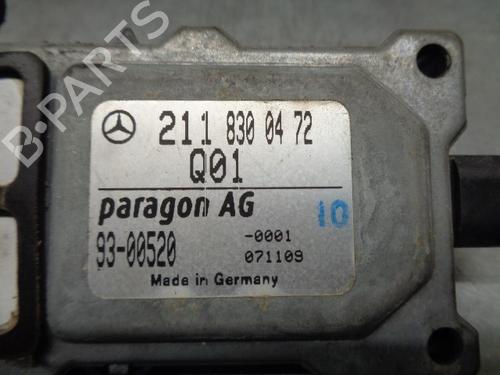 B-PARTS
211 830 04 72
Q01
paragon AG
10
93-00520
-0001
071109
Made in Germany